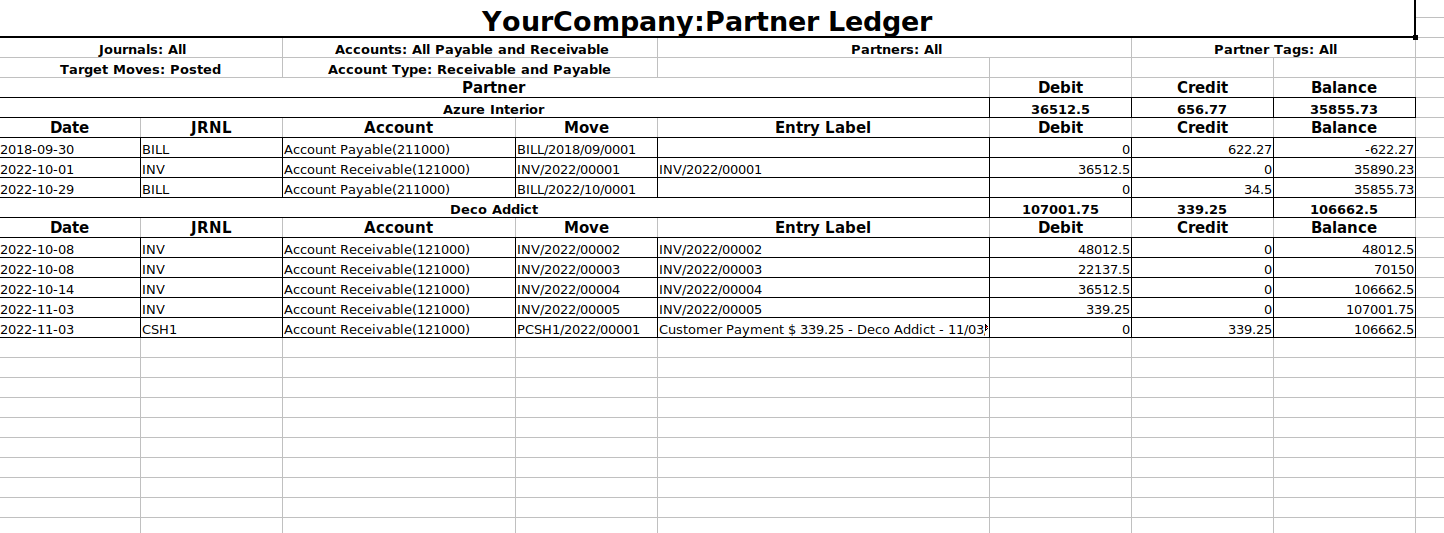 YourCompany:Partner Ledger
Journals: All Accounts: All Payable and Receivable Partners: All Partner Tags: All
Target Moves: Posted Account Type: Receivable and Payable
Partner Debit Credit Balance
Azure Interior 36512.5 656.77 35855.73
Date JRNL Account Move Entry Label Debit Credit Balance
2018-09-30 BILL Account Payable(211000) BILL/2018/09/0001 0 622.27 -622.27
2022-10-01 INV Account Receivable(121000) INV/2022/00001 INV/2022/00001 36512.5 0 35890.23
2022-10-29 BILL Account Payable(211000) BILL/2022/10/0001 0 34.5 35855.73
Deco Addict 107001.75 339.25 106662.5
Date JRNL Account Move Entry Label Debit Credit Balance
2022-10-08 INV Account Receivable(121000) INV/2022/00002 INV/2022/00002 48012.5 0 48012.5
2022-10-08 INV Account Receivable(121000) INV/2022/00003 INV/2022/00003 22137.5 0 70150
2022-10-14 INV Account Receivable(121000) INV/2022/00004 INV/2022/00004 36512.5 0 106662.5
2022-11-03 INV Account Receivable(121000) INV/2022/00005 INV/2022/00005 339.25 0 107001.75
2022-11-03 CSH1 Account Receivable(121000) PCSH1/2022/00001 Customer Payment $ 339.25 - Deco Addict - 11/03 0 339.25 106662.5